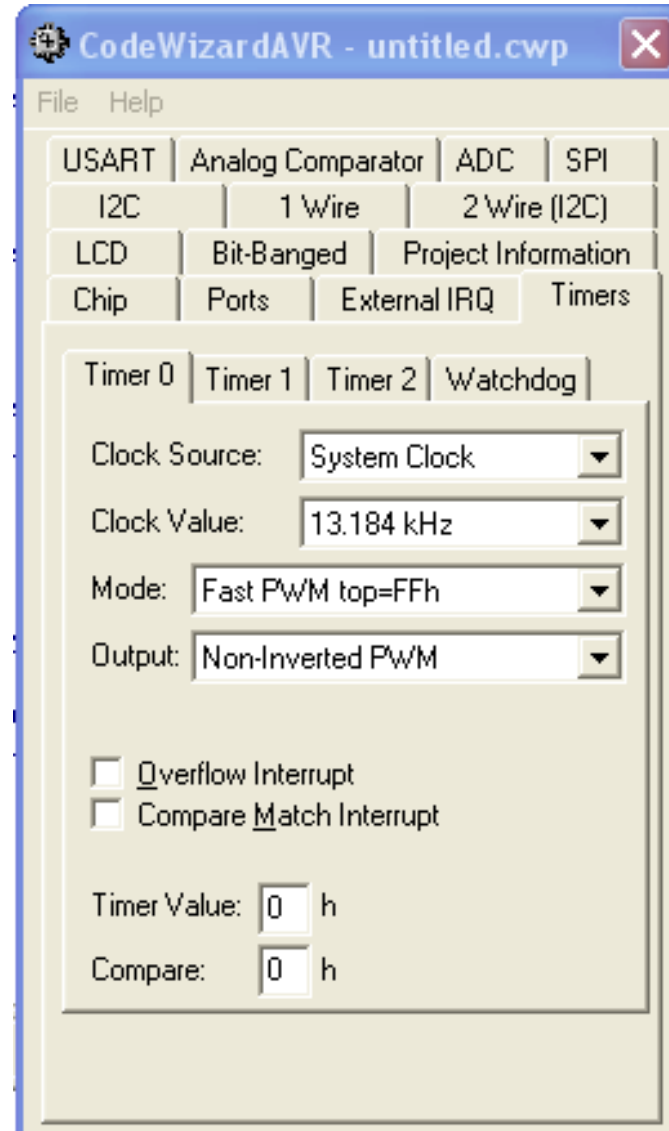 CodeWizardAVR - untitled.cwp
File Help
USART Analog Comparator ADC SPI
I2C 1 Wire 2 Wire (I2C)
LCD Bit-Banged Project Information
Chip Ports External IRQ Timers
Timer 0 Timer 1 Timer 2 Watchdog
Clock Source: System Clock
Clock Value: 13.184 kHz
Mode: Fast PWM top=FFh
Output: Non-Inverted PWM
Overflow Interrupt
Compare Match Interrupt
Timer Value: 0 h
Compare: 0 h